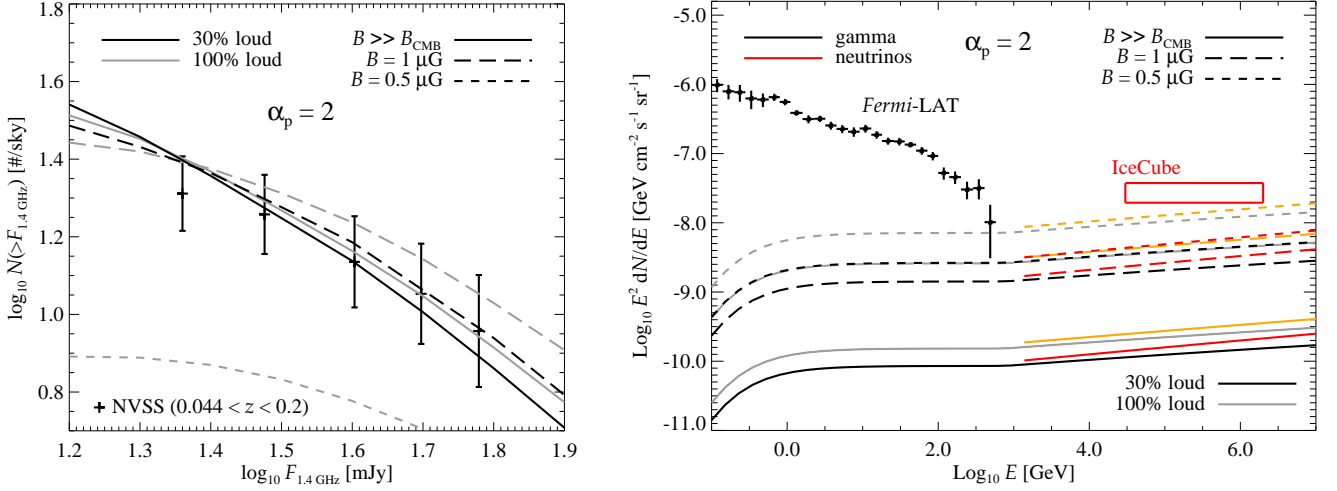 30% loud
100% loud
B >> B_CMB
B = 1 μG
B = 0.5 μG
α_p = 2
NVSS (0.044 < z < 0.2)
log₁₀ N(>F_1.4 GHz) [#/sky]
1.8
1.6
1.4
1.2
1.0
0.8
1.2 1.3 1.4 1.5 1.6 1.7 1.8 1.9
log₁₀ F_1.4 GHz [mJy]
gamma
neutrinos
α_p = 2
B >> B_CMB
B = 1 μG
B = 0.5 μG
Fermi-LAT
IceCube
30% loud
100% loud
Log₁₀ E² dN/dE [GeV cm⁻² s⁻¹ sr⁻¹]
-5.0
-6.0
-7.0
-8.0
-9.0
-10.0
-11.0
0.0 2.0 4.0 6.0
Log₁₀ E [GeV]